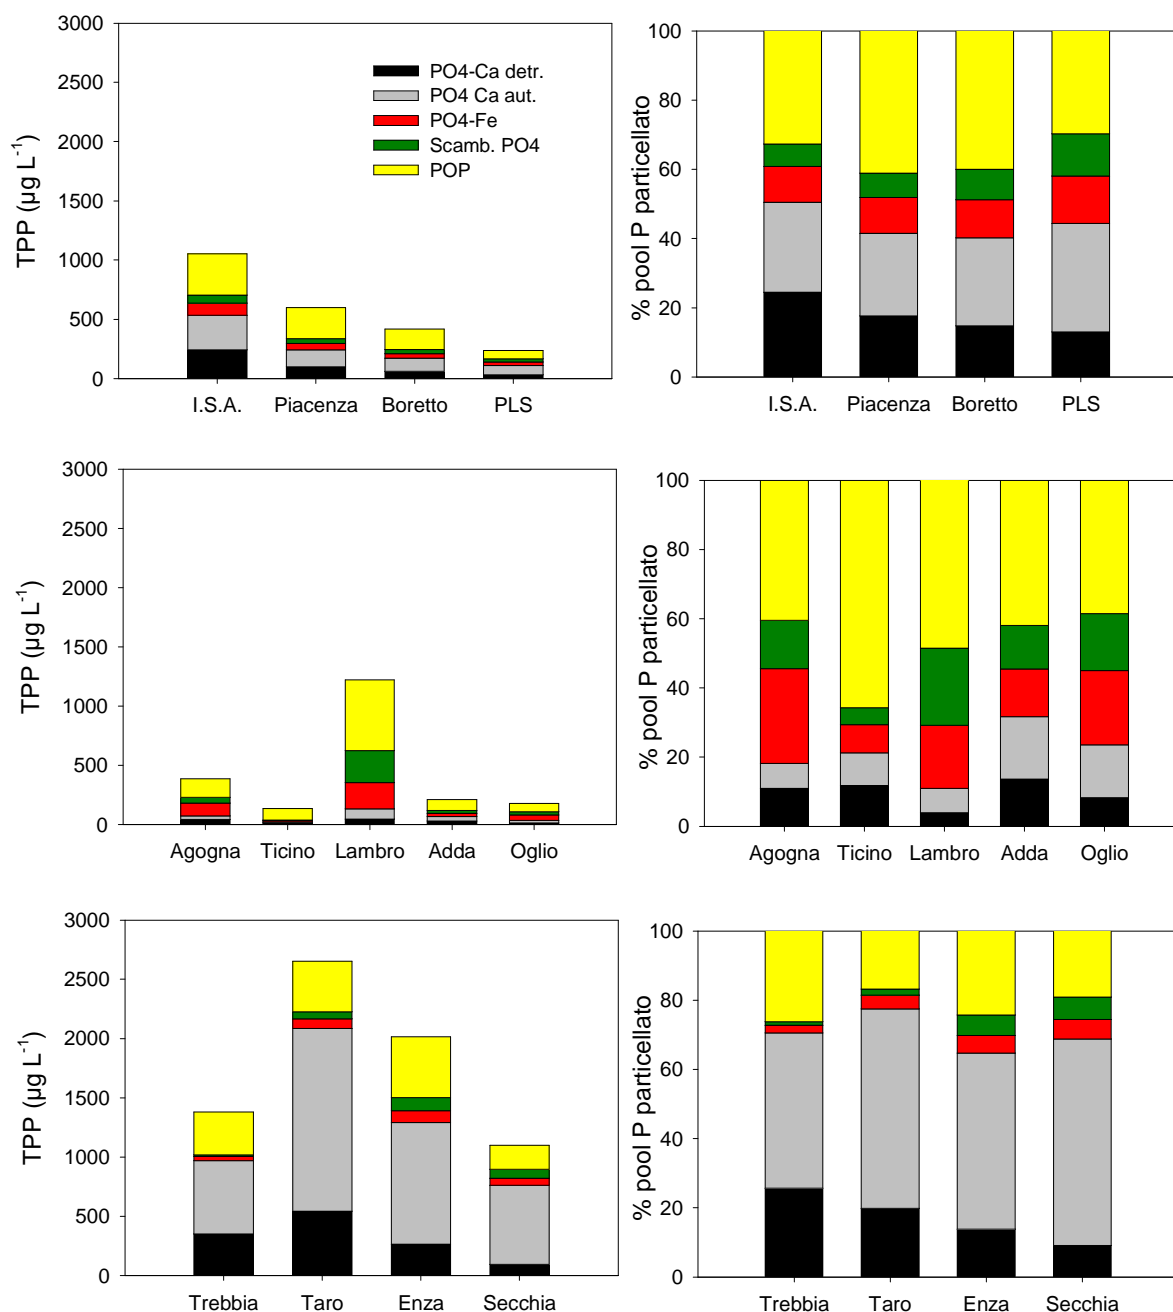 3000
2500
2000
1500
1000
500
0
TPP (µg L-1)
PO4-Ca detr.
PO4 Ca aut.
PO4-Fe
Scamb. PO4
POP
I.S.A. Piacenza Boretto PLS
100
80
60
40
20
0
% pool P particellato
I.S.A. Piacenza Boretto PLS
3000
2500
2000
1500
1000
500
0
TPP (µg L-1)
Agogna Ticino Lambro Adda Oglio
100
80
60
40
20
0
% pool P particellato
Agogna Ticino Lambro Adda Oglio
3000
2500
2000
1500
1000
500
0
TPP (µg L-1)
Trebbia Taro Enza Secchia
100
80
60
40
20
0
% pool P particellato
Trebbia Taro Enza Secchia